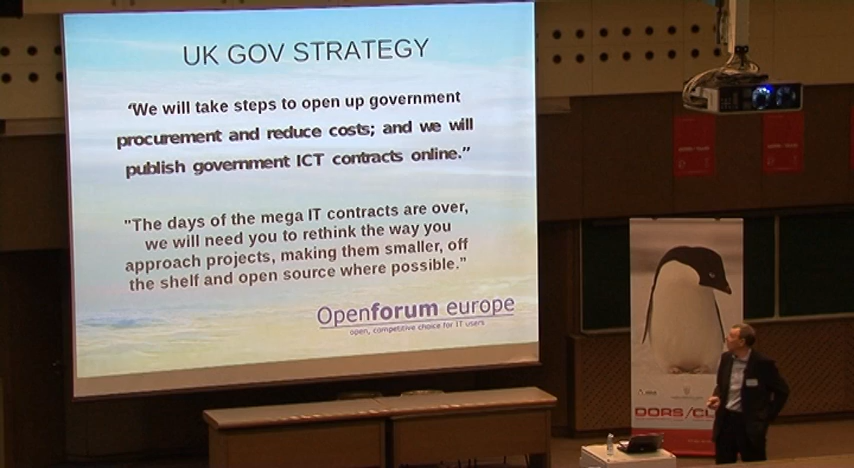 UK GOV STRATEGY
“We will take steps to open up government
procurement and reduce costs; and we will
publish government ICT contracts online.”
"The days of the mega IT contracts are over,
we will need you to rethink the way you
approach projects, making them smaller, off
the shelf and open source where possible.”
Openforum europe
open, competitive choice for IT users
DORS/CL